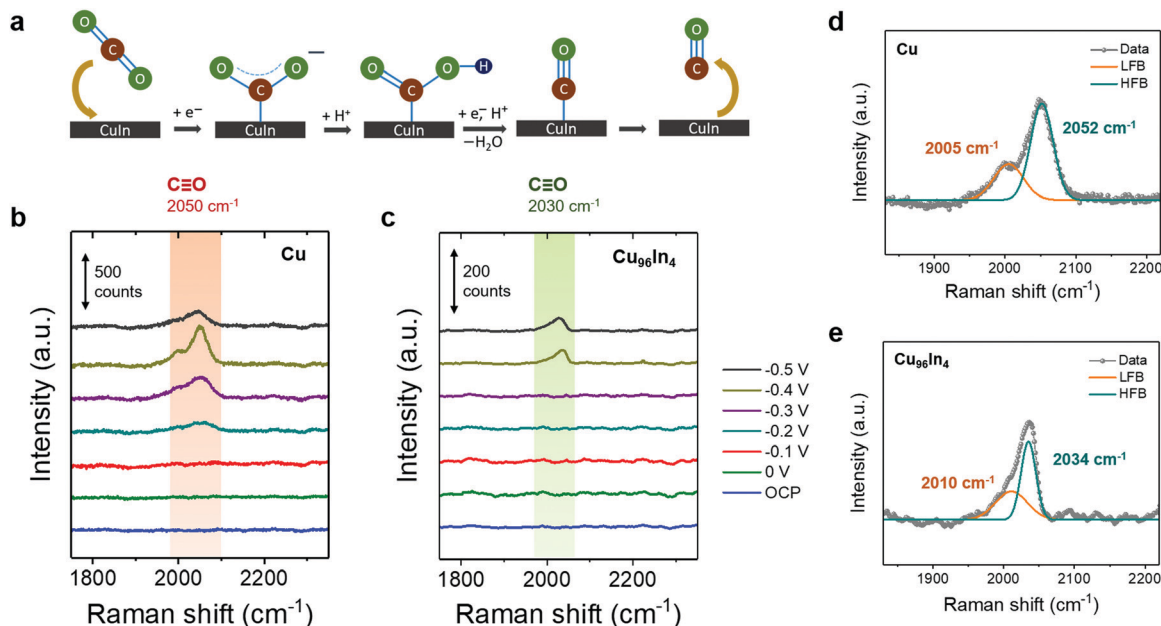 a
O
C
O
CuIn
+ e⁻
O
O
—
C
CuIn
+ H⁺
O
O
H
C
CuIn
+ e,⁻ H⁺
−H₂O
O
C
CuIn
O
C
CuIn
C≡O
2050 cm⁻¹
C≡O
2030 cm⁻¹
b
Cu
500
counts
Intensity (a.u.)
1800
2000
2200
Raman shift (cm⁻¹)
c
Cu₉₆In₄
200
counts
Intensity (a.u.)
1800
2000
2200
Raman shift (cm⁻¹)
-0.5 V
-0.4 V
-0.3 V
-0.2 V
-0.1 V
0 V
OCP
d
Cu
Data
LFB
HFB
2005 cm⁻¹
2052 cm⁻¹
Intensity (a.u.)
1900
2000
2100
2200
Raman shift (cm⁻¹)
e
Cu₉₆In₄
Data
LFB
HFB
2010 cm⁻¹
2034 cm⁻¹
Intensity (a.u.)
1900
2000
2100
2200
Raman shift (cm⁻¹)